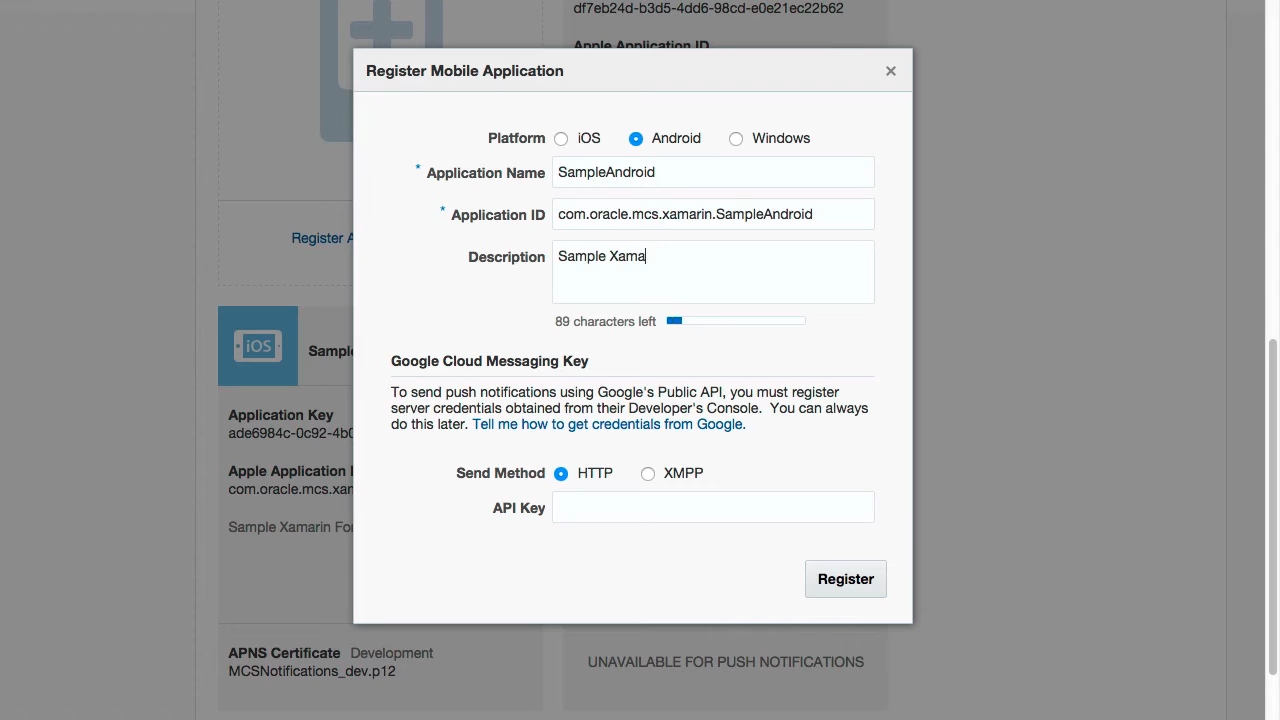 df7eb24d-b3d5-4dd6-98cd-e0e21ec22b62
Apple Application ID
Register Mobile Application
×
Platform iOS Android Windows
* Application Name SampleAndroid
* Application ID com.oracle.mcs.xamarin.SampleAndroid
Register A
Description Sample Xama
89 characters left
iOS
Sample
Google Cloud Messaging Key
To send push notifications using Google's Public API, you must register
server credentials obtained from their Developer's Console. You can always
do this later. Tell me how to get credentials from Google.
Application Key
ade6984c-0c92-4b0
Apple Application
com.oracle.mcs.xam
Send Method HTTP XMPP
API Key
Sample Xamarin For
Register
APNS Certificate Development
MCSNotifications_dev.p12
UNAVAILABLE FOR PUSH NOTIFICATIONS